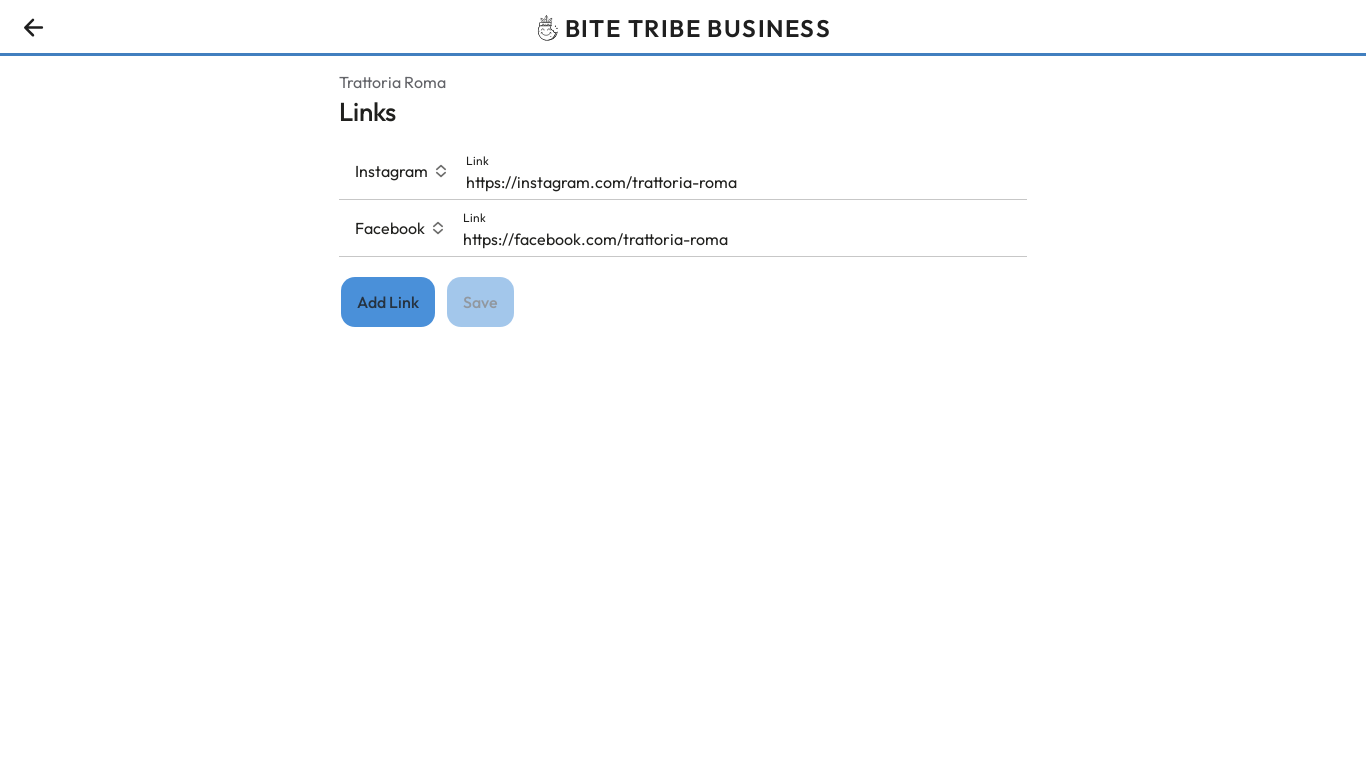 BITE TRIBE BUSINESS
Trattoria Roma
Links
Instagram
Link
https://instagram.com/trattoria-roma
Facebook
Link
https://facebook.com/trattoria-roma
Add Link
Save